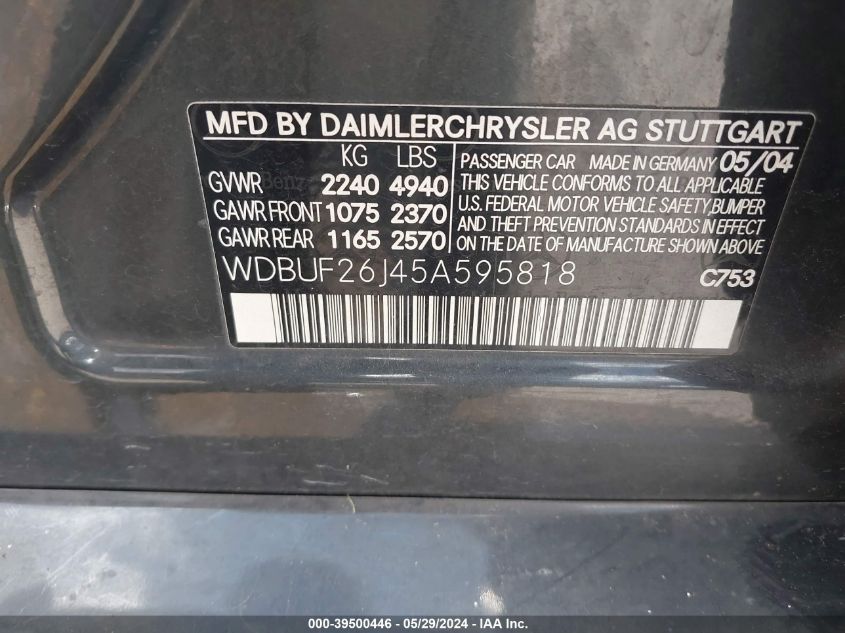 MFD BY DAIMLERCHRYSLER AG STUTTGART
KG LBS
GVWR 2240 4940
GAWR FRONT 1075 2370
GAWR REAR 1165 2570
PASSENGER CAR MADE IN GERMANY 05/04
THIS VEHICLE CONFORMS TO ALL APPLICABLE
U.S. FEDERAL MOTOR VEHICLE SAFETY, BUMPER
AND THEFT PREVENTION STANDARDS IN EFFECT
ON THE DATE OF MANUFACTURE SHOWN ABOVE.
WDBUF26J45A595818 C753
000-39500446 - 05/29/2024 - IAA Inc.